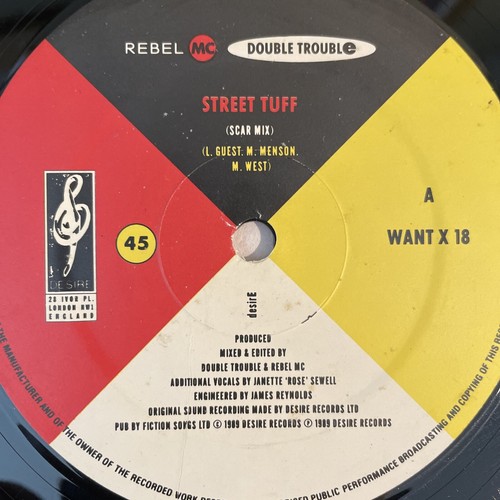 REBEL MC DOUBLE TROUBLe
STREET TUFF
(SCAR MIX)
(L. GUEST. M. MENSON.
M. WEST)
DESIRE
28 IVOR PL.
LONDON NW1
ENGLAND
45
A
WANT X 18
desirE
PRODUCED
MIXED & EDITED BY
DOUBLE TROUBLE & REBEL MC
ADDITIONAL VOCALS BY JANETTE 'ROSE' SEWELL
ENGINEERED BY JAMES REYNOLDS
ORIGINAL SOUND RECORDING MADE BY DESIRE RECORDS LTD
PUB BY FICTION SOVGS LTD © 1989 DESIRE RECORDS ℗ 1989 DESIRE RECORDS
THE MANUFACTURER AND OF THE OWNER OF THE RECORDED WORK PUBLIC PERFORMANCE BROADCASTING AND COPYING OF THIS